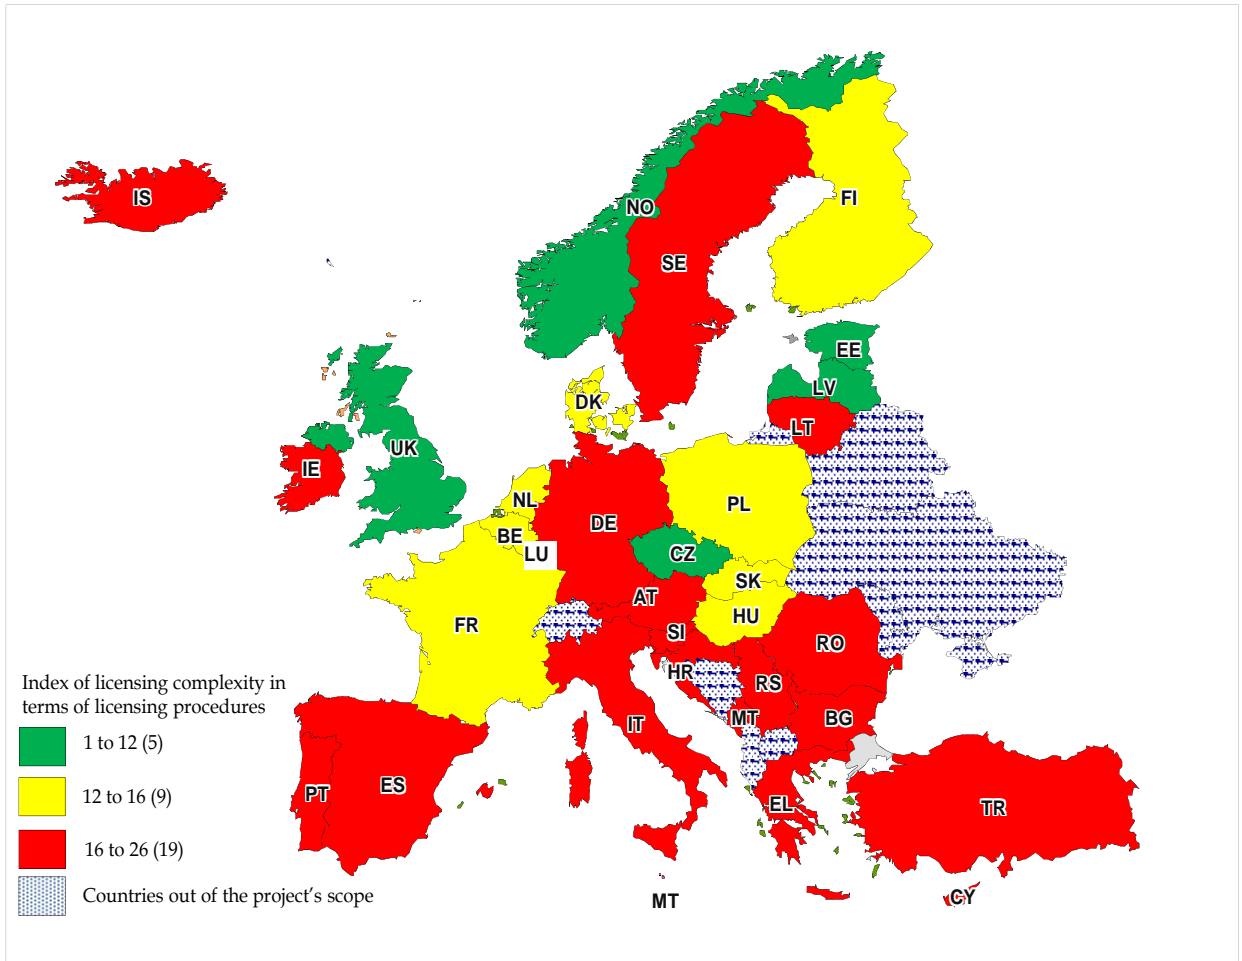 IS
NO
FI
SE
EE
LV
DK
LT
UK
IE
NL
PL
DE
BE
CZ
LU
SK
AT
HU
FR
SI
RO
HR
RS
Index of licensing complexity in
terms of licensing procedures
MT
BG
IT
1 to 12 (5)
ES
PT
12 to 16 (9)
EL
TR
16 to 26 (19)
Countries out of the project's scope
MT
CY